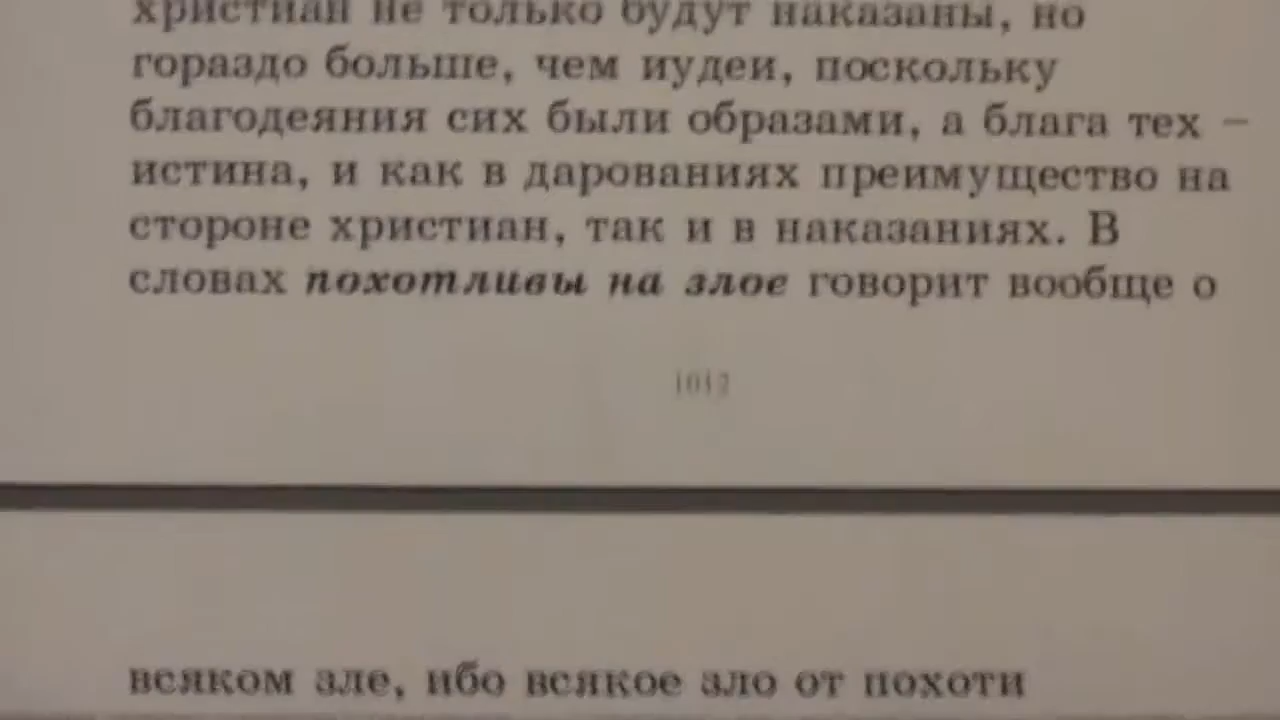 христиан не только будут наказаны, но
гораздо больше, чем иудеи, поскольку
благодеяния сих были образами, а блага тех –
истина, и как в дарованиях преимущество на
стороне христиан, так и в наказаниях. В
словах похотливы на злое говорит вообще о
1012
всяком зле, ибо всякое зло от похоти